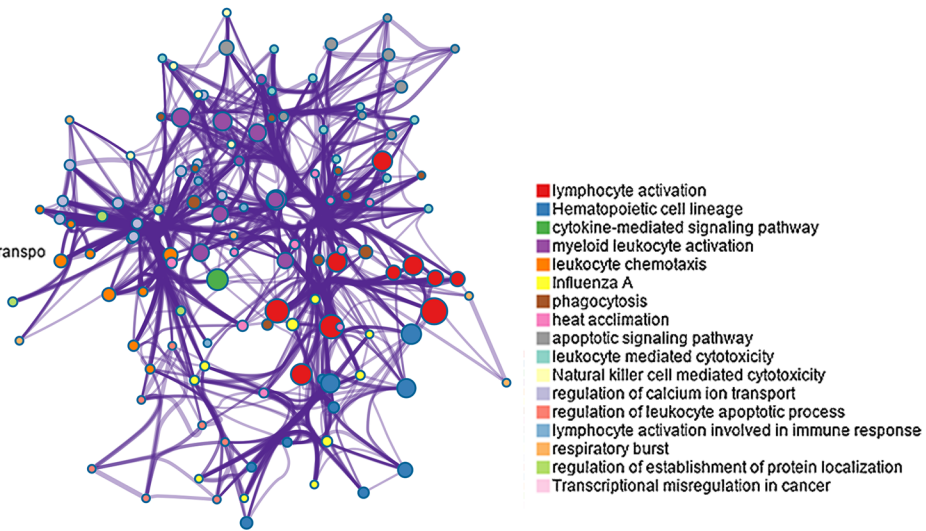 lymphocyte activation
Hematopoietic cell lineage
cytokine-mediated signaling pathway
myeloid leukocyte activation
leukocyte chemotaxis
Influenza A
ranspo
phagocytosis
heat acclimation
apoptotic signaling pathway
leukocyte mediated cytotoxicity
Natural killer cell mediated cytotoxicity
regulation of calcium ion transport
regulation of leukocyte apoptotic process
lymphocyte activation involved in immune response
respiratory burst
regulation of establishment of protein localization
Transcriptional misregulation in cancer